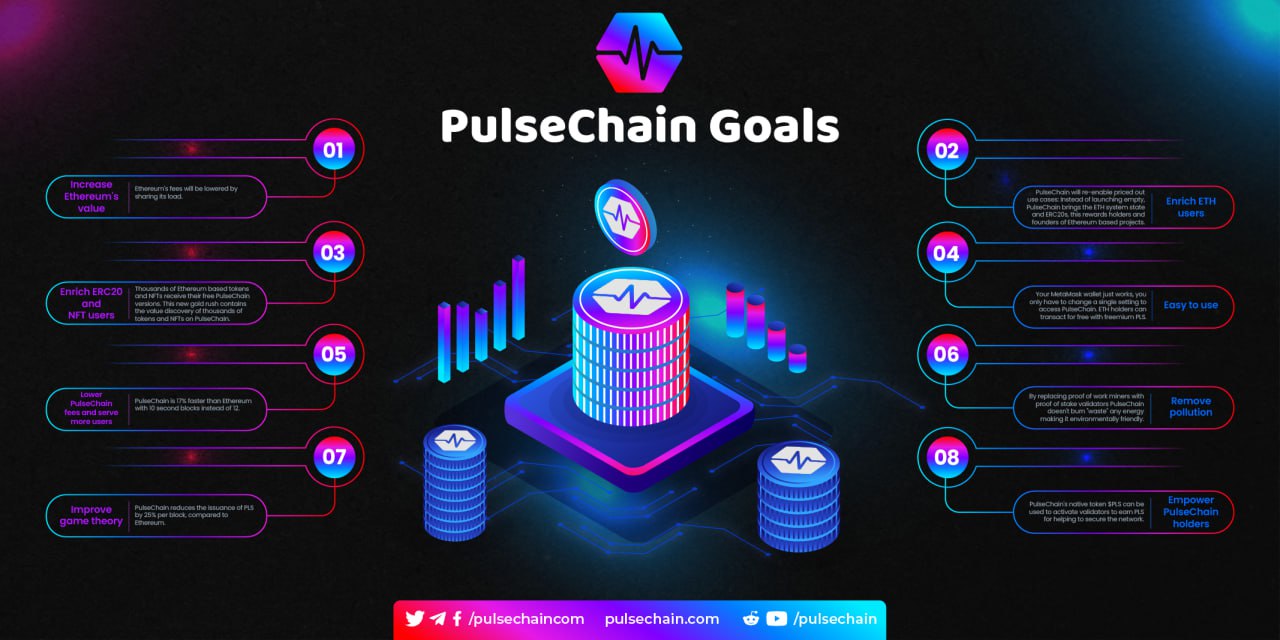 PulseChain Goals
01
Increase
Ethereum's
value
Ethereum's fees will be lowered by
sharing its load.
02
PulseChain will re-enable priced out
use cases: Instead of launching empty,
PulseChain brings the ETH system state
and ERC20s, this rewards holders and
founders of Ethereum based projects.
Enrich ETH
users
03
Enrich ERC20
and
NFT users
Thousands of Ethereum based tokens
and NFTs receive their free PulseChain
versions. This new gold rush contains
the value discovery of thousands of
tokens and NFTs on PulseChain.
04
Your MetaMask wallet just works, you
only have to change a single setting to
access PulseChain. ETH holders can
transact for free with freemium PLS.
Easy to use
05
Lower
PulseChain
fees and serve
more users
PulseChain is 17% faster than Ethereum
with 10 second blocks instead of 12.
06
By replacing proof of work miners with
proof of stake validators PulseChain
doesn't burn "waste" any energy
making it environmentally friendly.
Remove
pollution
07
Improve
game theory
PulseChain reduces the issuance of PLS
by 25% per block, compared to
Ethereum.
08
PulseChain's native token $PLS can be
used to activate validators to earn PLS
for helping to secure the network.
Empower
PulseChain
holders
/pulsechaincom pulsechain.com /pulsechain